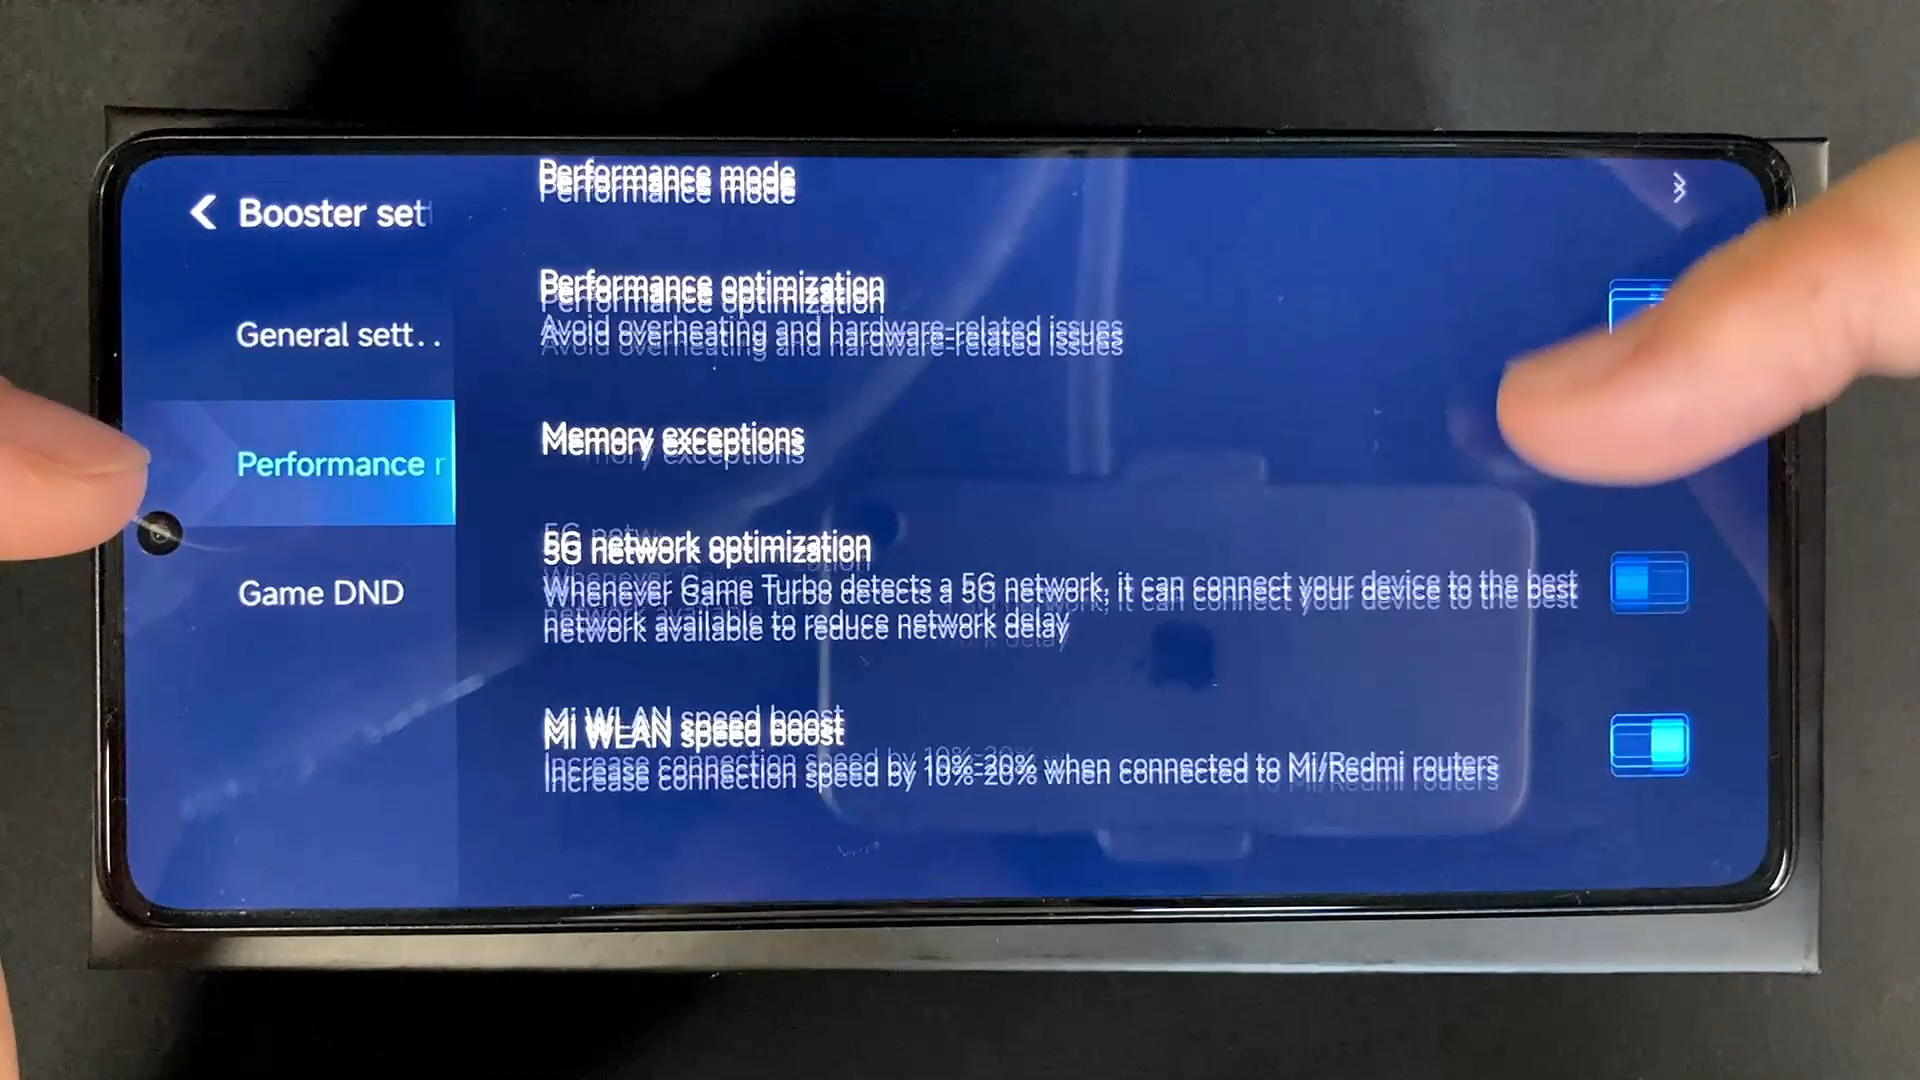 Booster set
General sett..
Performance
Game DND
Performance mode
Performance optimization
Avoid overheating and hardware-related issues
Memory exceptions
5G network optimization
Whenever Game Turbo detects a 5G network, it can connect your device to the best
network available to reduce network delay
Mi WLAN speed boost
Increase connection speed by 10%-20% when connected to Mi/Redmi routers